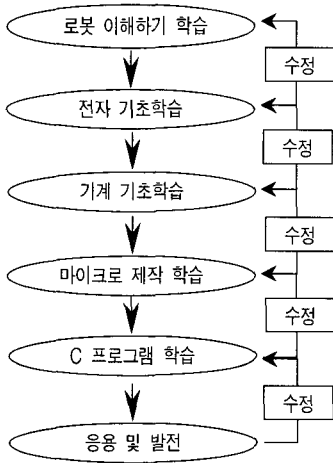 로봇 이해하기 학습
수정
전자 기초학습
수정
기계 기초학습
수정
마이크로 제작 학습
수정
C 프로그램 학습
수정
응용 및 발전